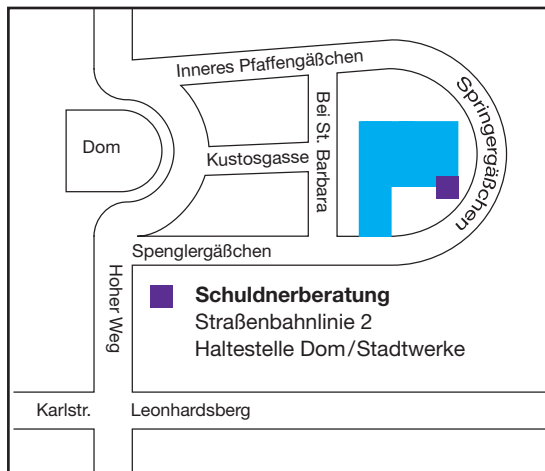 Inneres Pfaffengäßchen
Springergäßchen
Bei St. Barbara
Dom
Kustosgasse
Spenglergäßchen
Hoher Weg
Schuldnerberatung
Straßenbahnlinie 2
Haltestelle Dom/Stadtwerke
Karlstr. Leonhardsberg